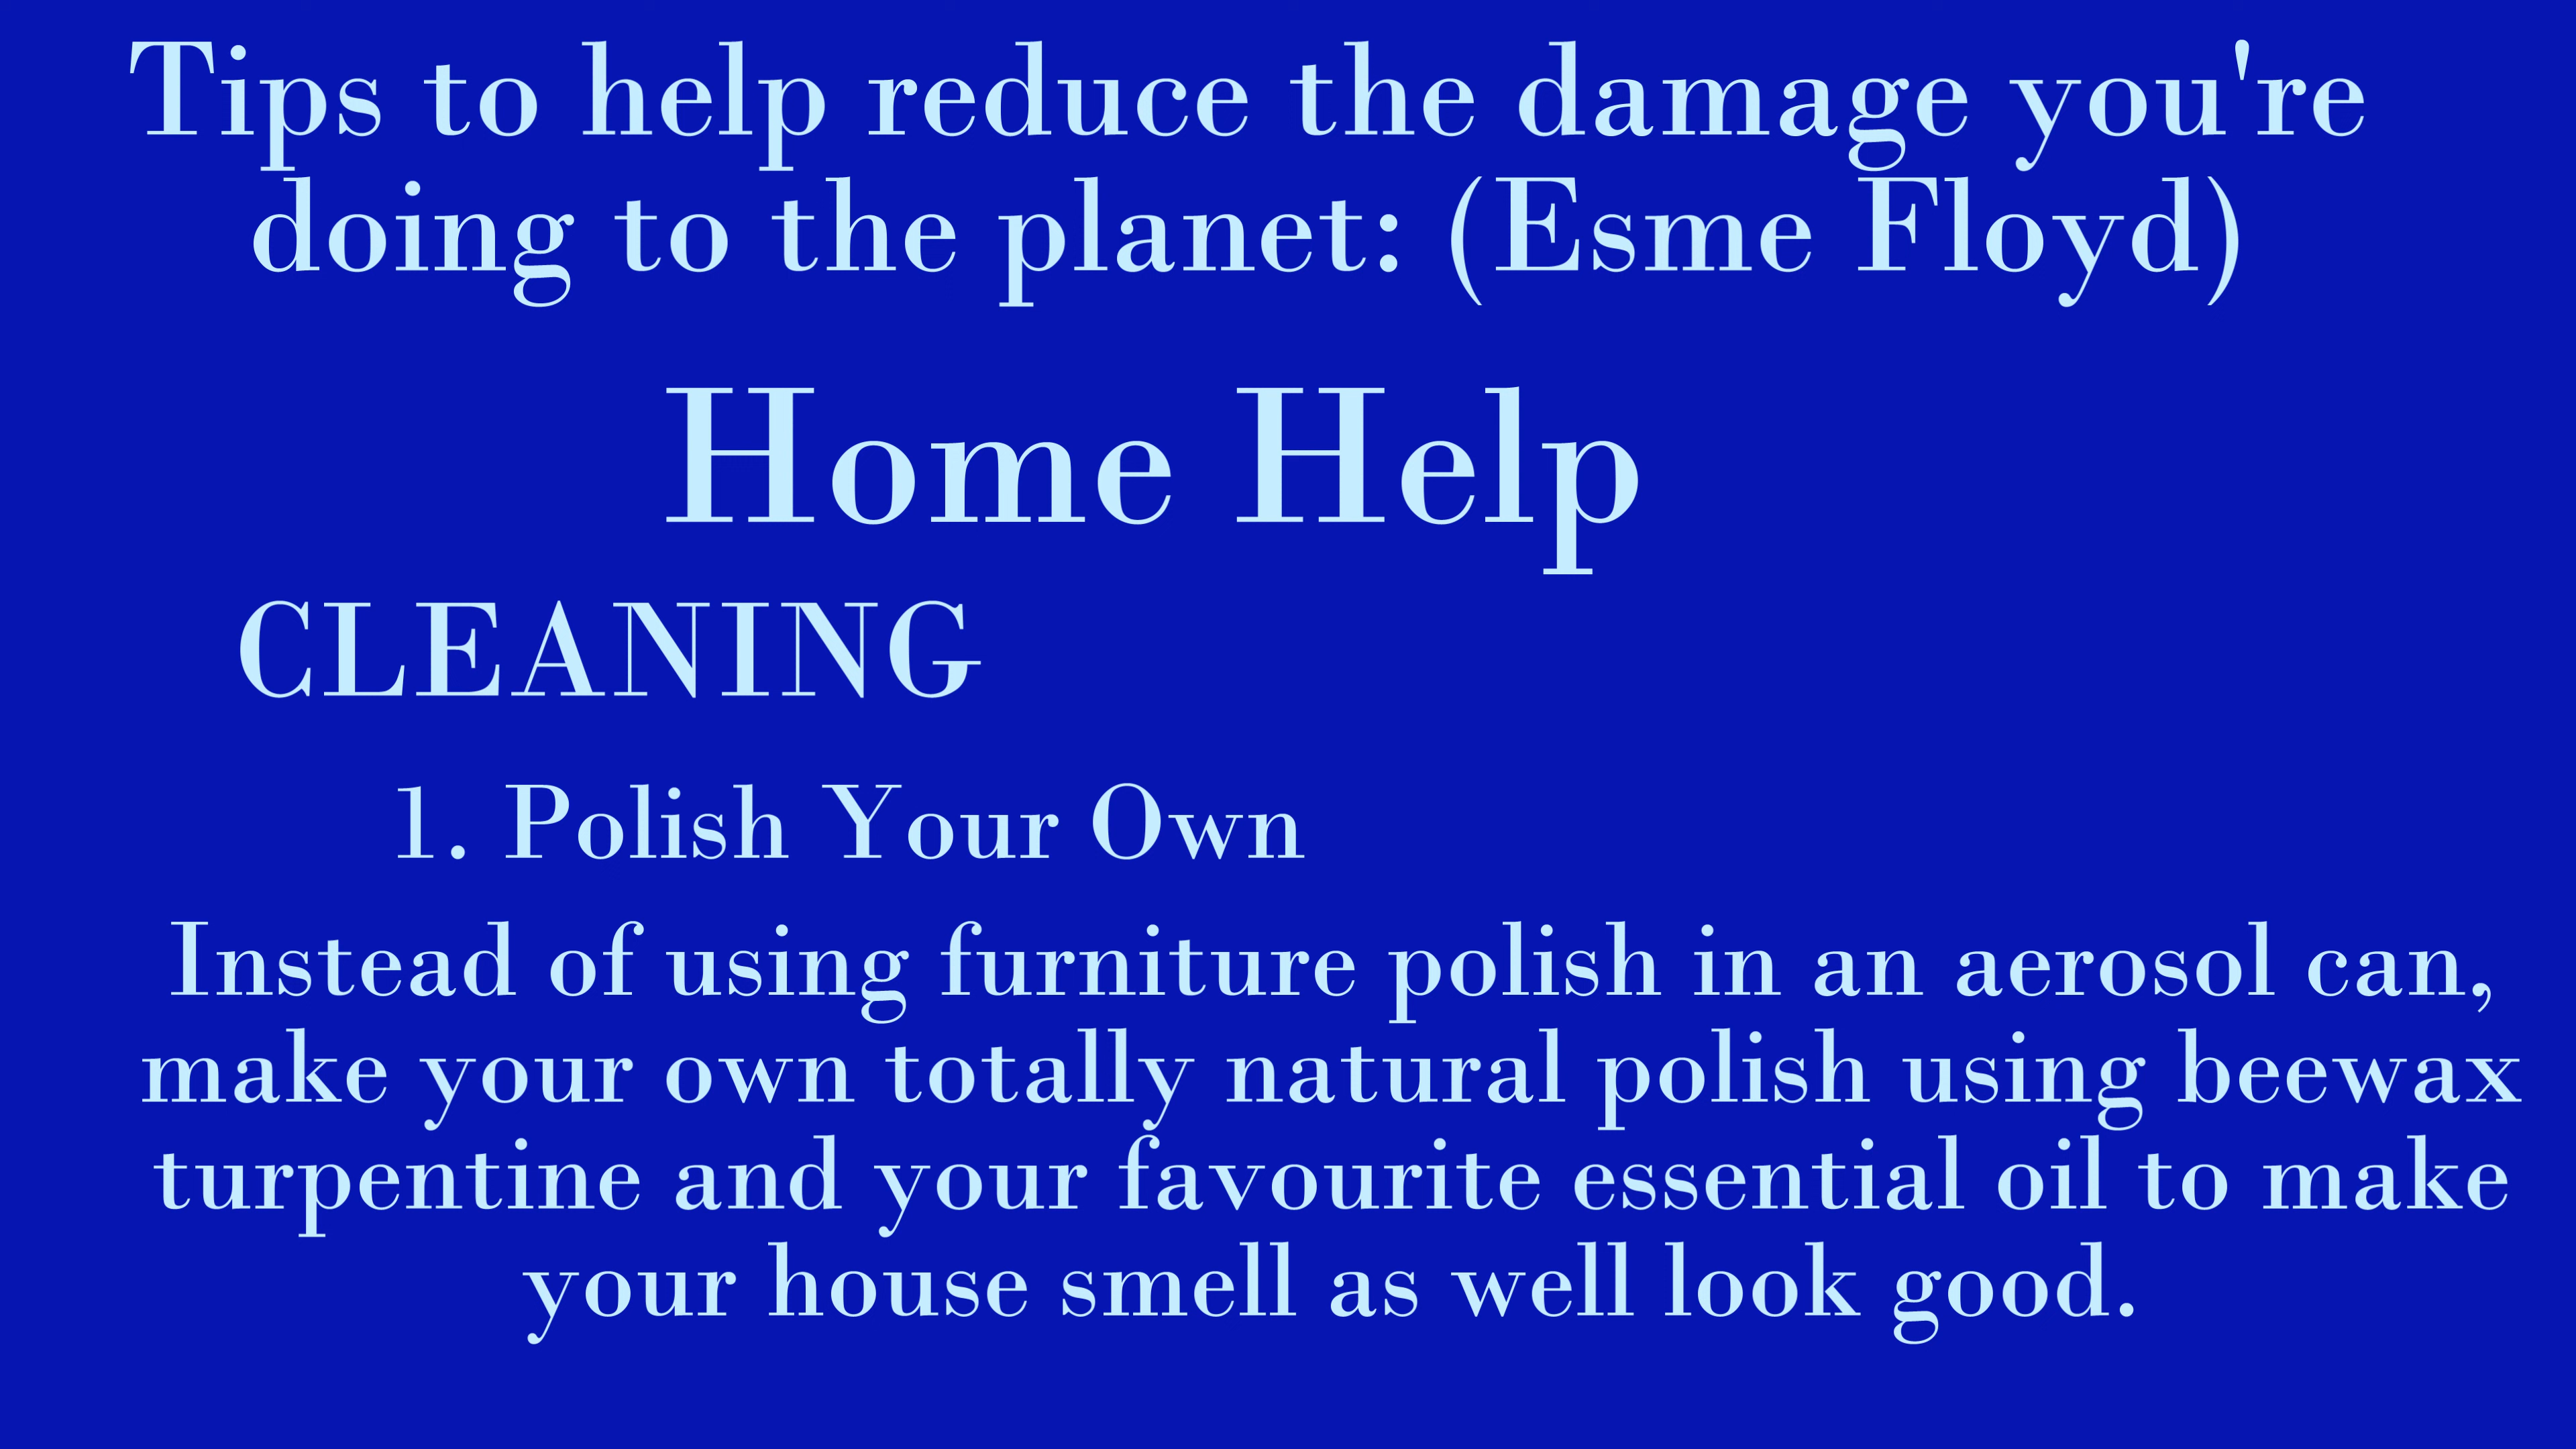 Tips to help reduce the damage you're
doing to the planet: (Esme Floyd)
Home Help
CLEANING
1. Polish Your Own
Instead of using furniture polish in an aerosol can,
make your own totally natural polish using beewax
turpentine and your favourite essential oil to make
your house smell as well look good.